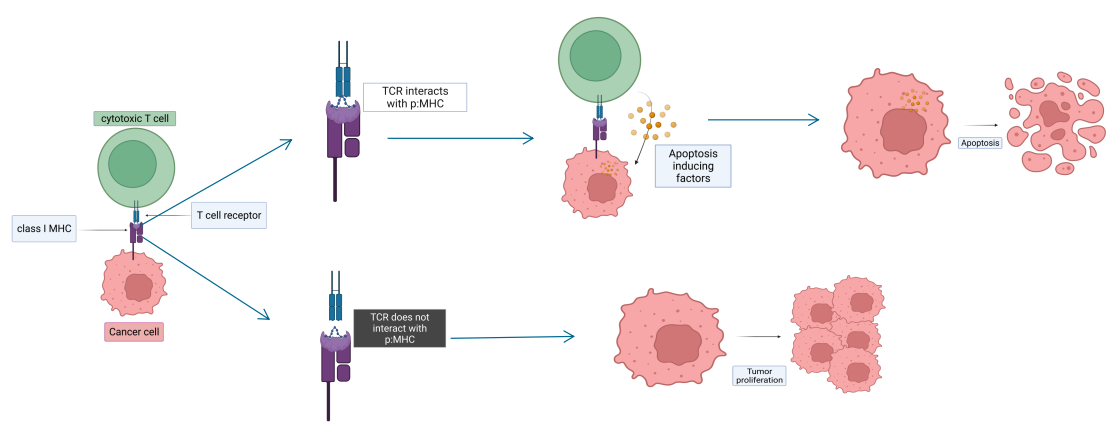 cytotoxic T cell
T cell receptor
class I MHC
Cancer cell
TCR interacts
with p:MHC
Apoptosis
inducing
factors
Apoptosis
TCR does not
interact with
p:MHC
Tumor
proliferation